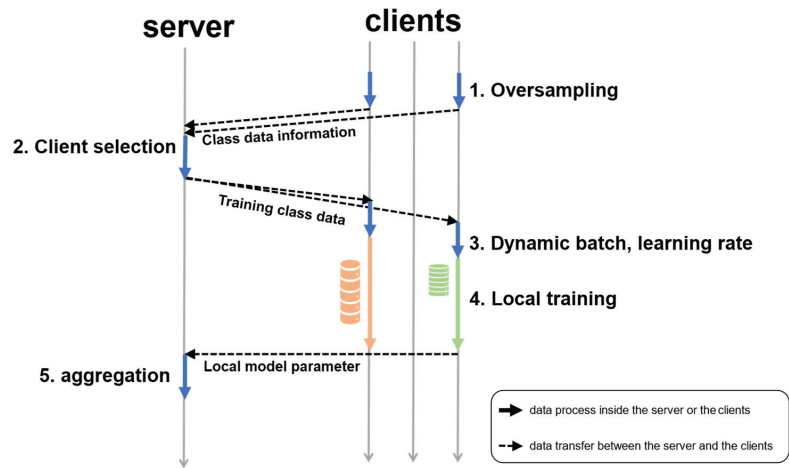 server
clients
1. Oversampling
Class data information
2. Client selection
Training class data
3. Dynamic batch, learning rate
4. Local training
Local model parameter
5. aggregation
data process inside the server or the clients
data transfer between the server and the clients